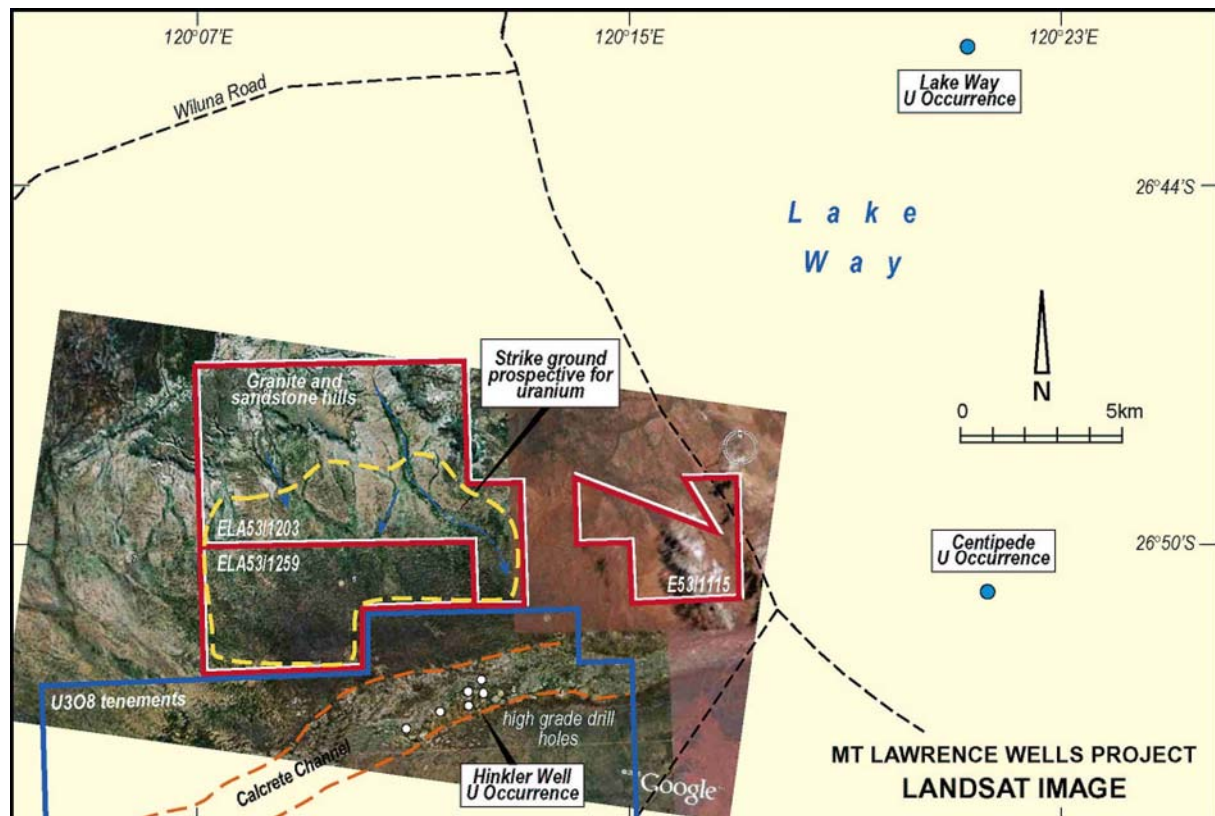 120°07'E
120°15'E
120°23'E
Wiluna Road
Lake Way
U Occurrence
26°44'S
Lake
Way
Strike ground
prospective for
uranium
Granite and
sandstone hills
N
0 5km
ELA53/1203
ELA53/1259
E53/1115
26°50'S
Centipede
U Occurrence
U3O8 tenements
high grade drill
holes
Calcrete Channel
Hinkler Well
U Occurrence
Google
MT LAWRENCE WELLS PROJECT
LANDSAT IMAGE